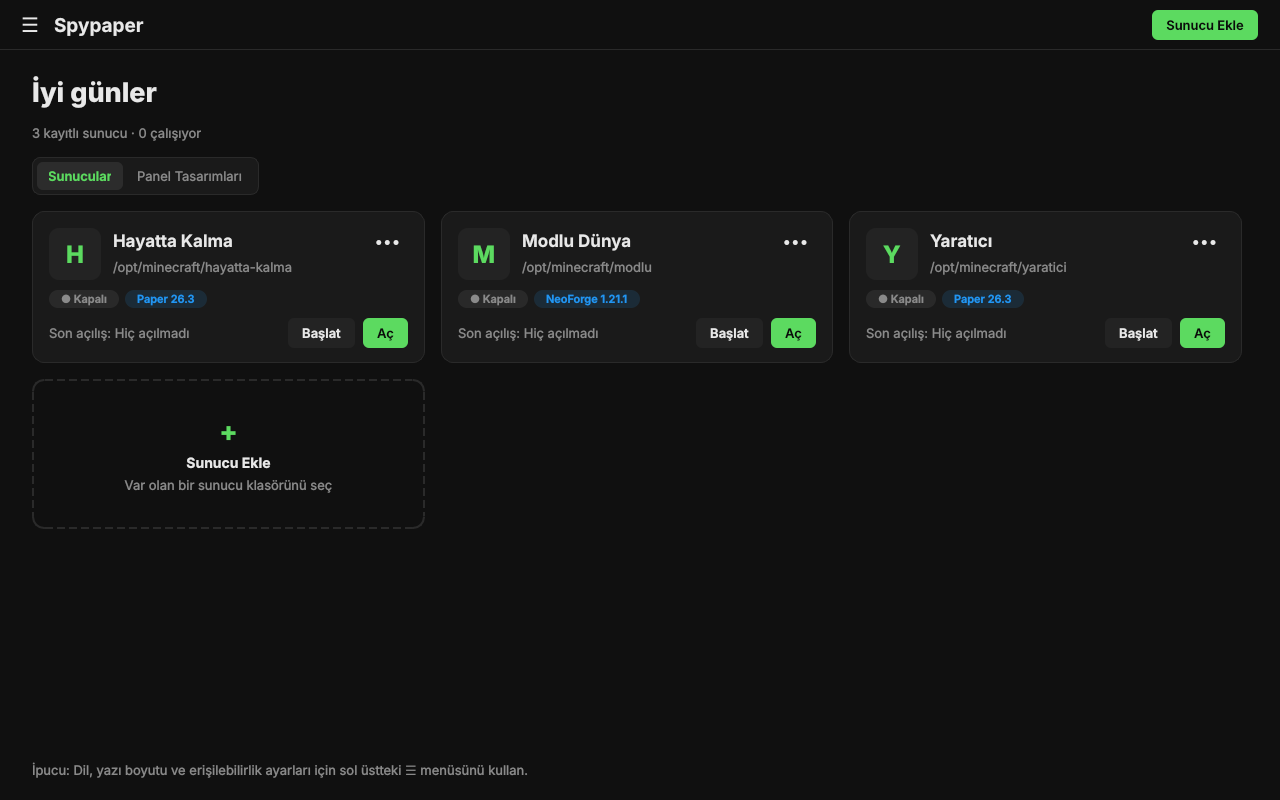 ☰ Spypaper
Sunucu Ekle
İyi günler
3 kayıtlı sunucu · 0 çalışıyor
Sunucular
Panel Tasarımları
H
Hayatta Kalma
•••
/opt/minecraft/hayatta-kalma
● Kapalı
Paper 26.3
Son açılış: Hiç açılmadı
Başlat
Aç
M
Modlu Dünya
•••
/opt/minecraft/modlu
● Kapalı
NeoForge 1.21.1
Son açılış: Hiç açılmadı
Başlat
Aç
Y
Yaratıcı
•••
/opt/minecraft/yaratici
● Kapalı
Paper 26.3
Son açılış: Hiç açılmadı
Başlat
Aç
+
Sunucu Ekle
Var olan bir sunucu klasörünü seç
İpucu: Dil, yazı boyutu ve erişilebilirlik ayarları için sol üstteki ☰ menüsünü kullan.